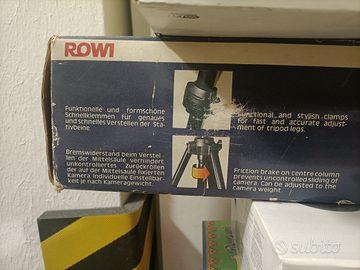 ROWI
Funktionelle und formschöne
Schnellklemmen für genaues
und schnelles Verstellen der Sta-
tivbeine.
Functional and stylish clamps
for fast and accurate adjust-
ment of tripod legs.
Bremswiderstand beim Verstel-
len der Mittelsäule verhindert
unkontrolliertes Zurückrollen
der auf der Mittelsäule fixierten
Kamera. Individuelle Einstellbar-
keit je nach Kameragewicht
Friction brake on centre column
prevents uncontrolled sliding of
camera. Can be adjusted to the
camera weight.
subito